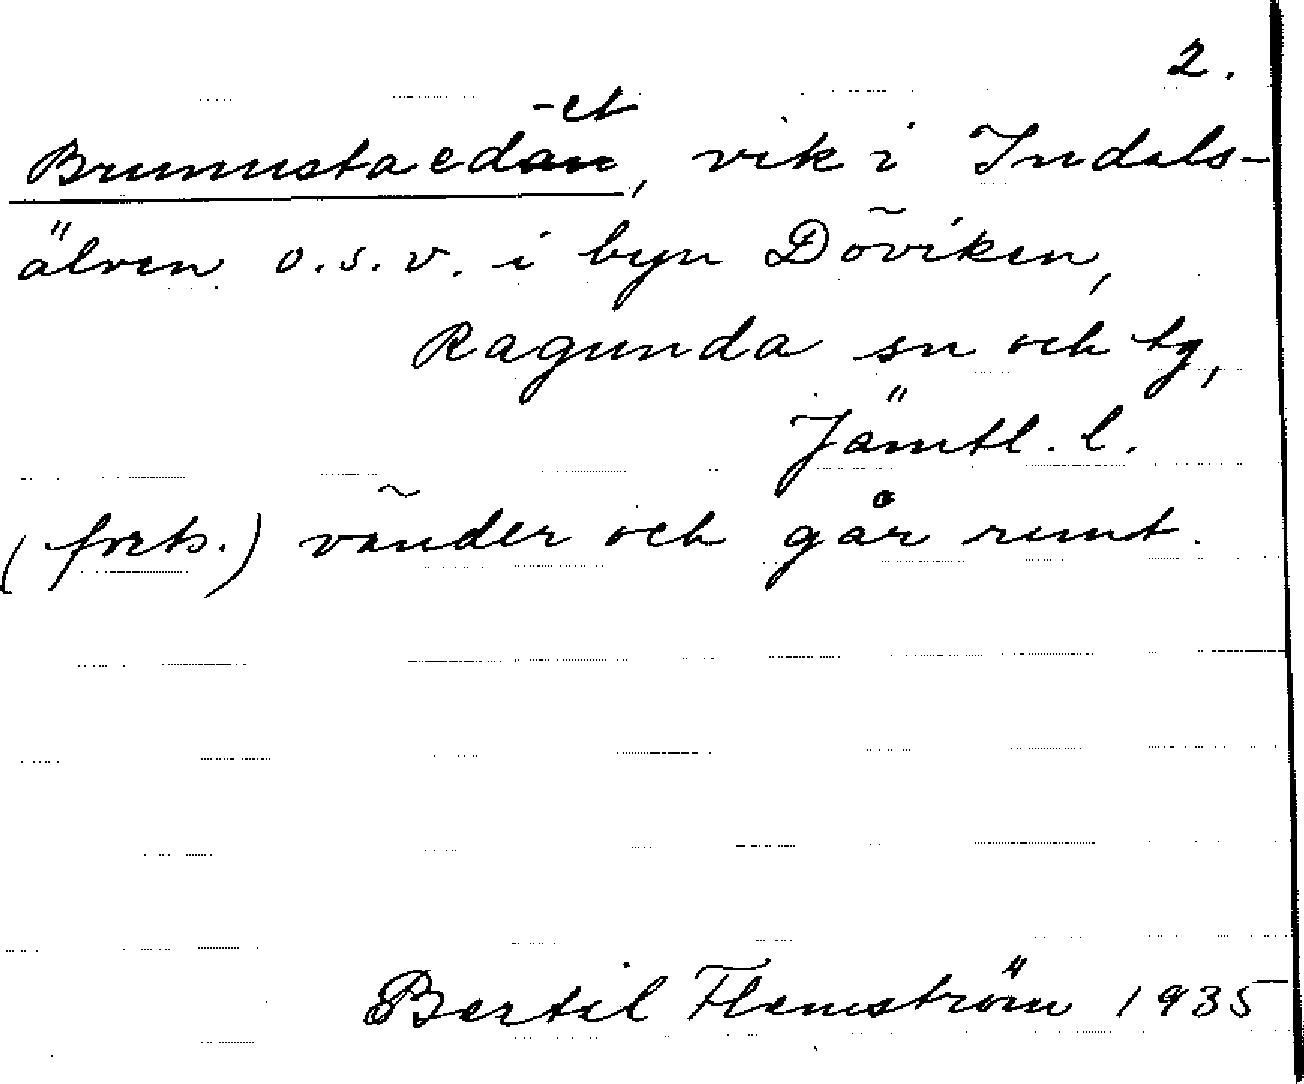 2.
-et
Brunnstaedan, vik i Indals-
älven o.s.v. i byn Döviken,
Ragunda sn och tg,
Jämtl. l.
(forts.) vänder och går runt.
Bertil Flemström 1935